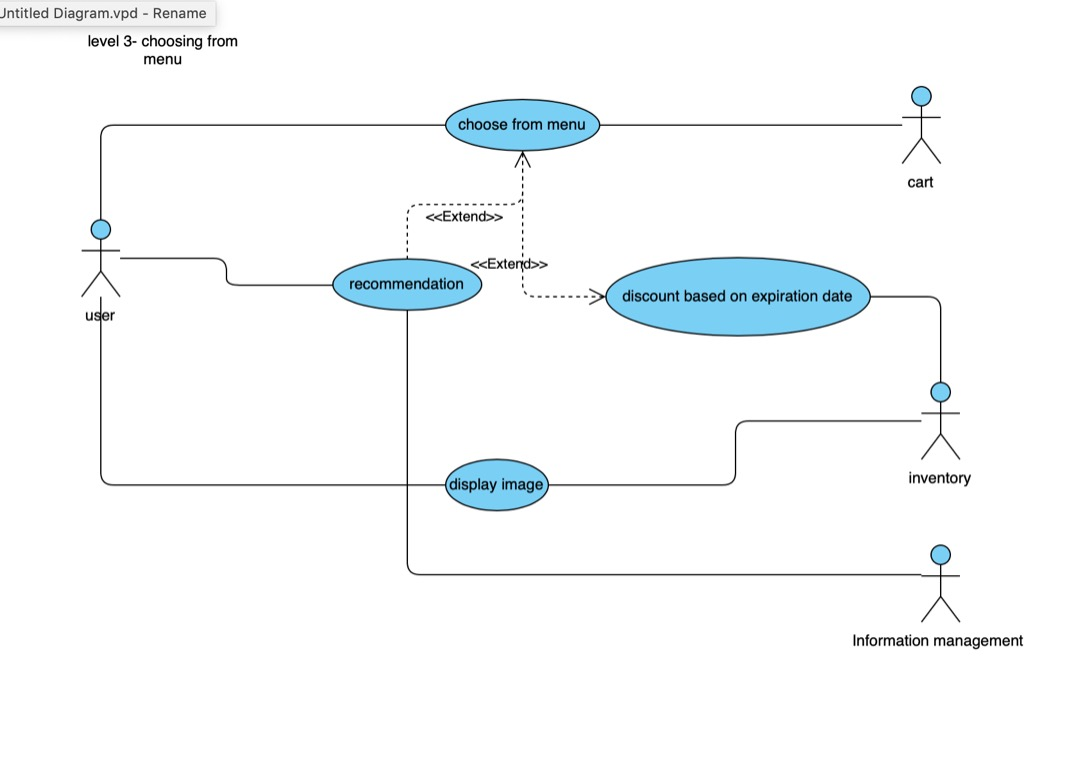 Untitled Diagram.vpd - Rename
level 3- choosing from
menu
choose from menu
cart
<<Extend>>
<<Extend>>
recommendation
discount based on expiration date
user
display image
inventory
Information management